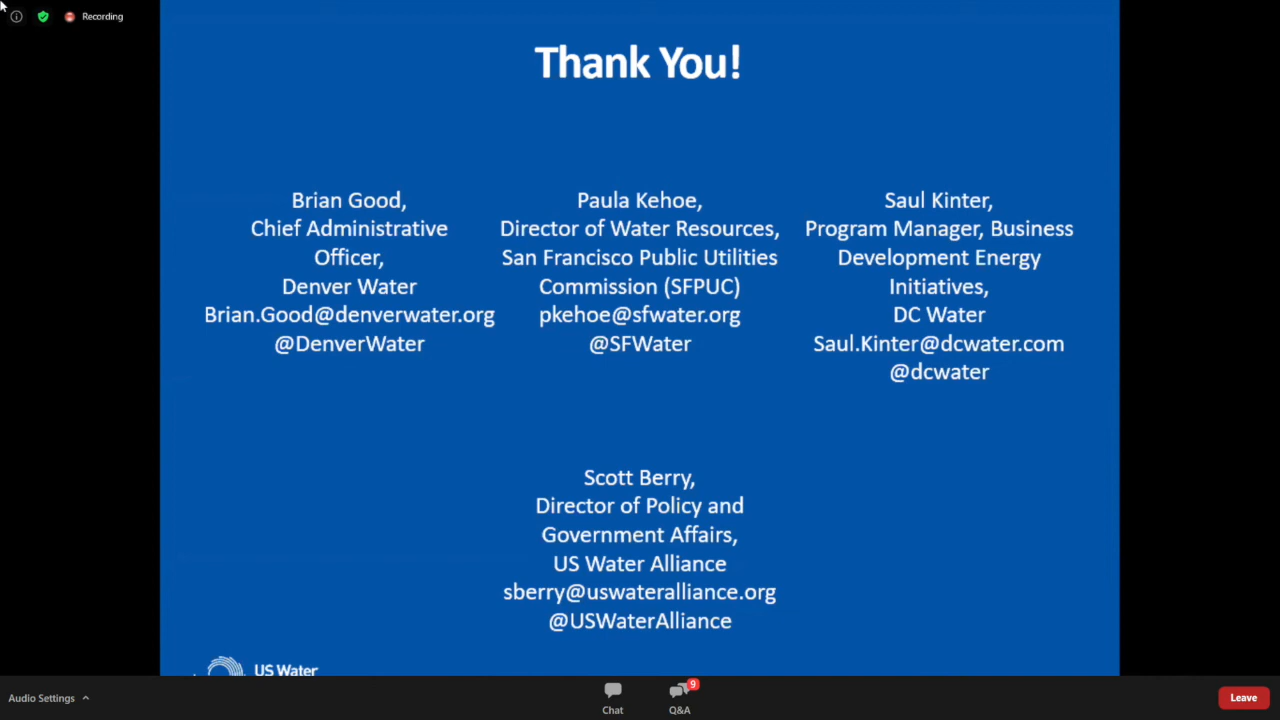 Recording
Thank You!
Brian Good,
Chief Administrative
Officer,
Denver Water
Brian.Good@denverwater.org
@DenverWater
Paula Kehoe,
Director of Water Resources,
San Francisco Public Utilities
Commission (SFPUC)
pkehoe@sfwater.org
@SFWater
Saul Kinter,
Program Manager, Business
Development Energy
Initiatives,
DC Water
Saul.Kinter@dcwater.com
@dcwater
Scott Berry,
Director of Policy and
Government Affairs,
US Water Alliance
sberry@uswateralliance.org
@USWaterAlliance
US Water
Audio Settings
Chat
9
Q&A
Leave